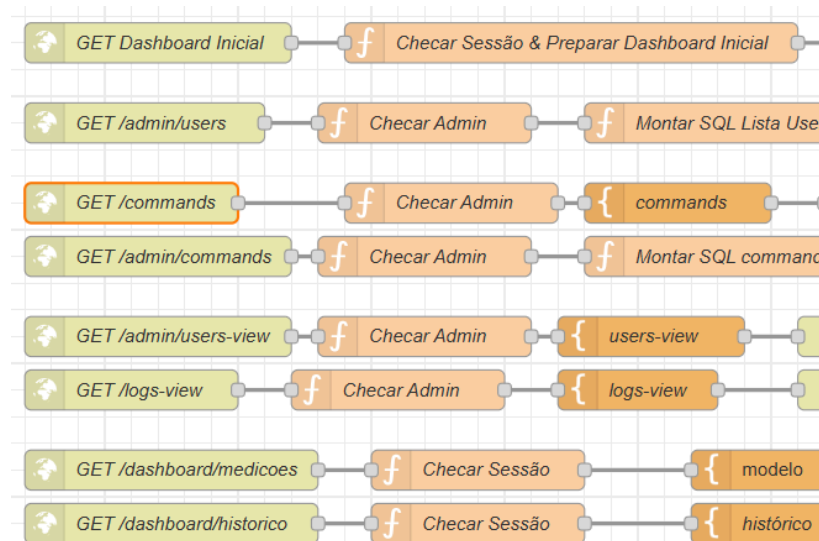 GET Dashboard Inicial Checar Sessão & Preparar Dashboard Inicial
GET /admin/users Checar Admin Montar SQL Lista Use
GET /commands Checar Admin commands
GET /admin/commands Checar Admin Montar SQL command
GET /admin/users-view Checar Admin users-view
GET /logs-view Checar Admin logs-view
GET /dashboard/medicoes Checar Sessão modelo
GET /dashboard/historico Checar Sessão histórico